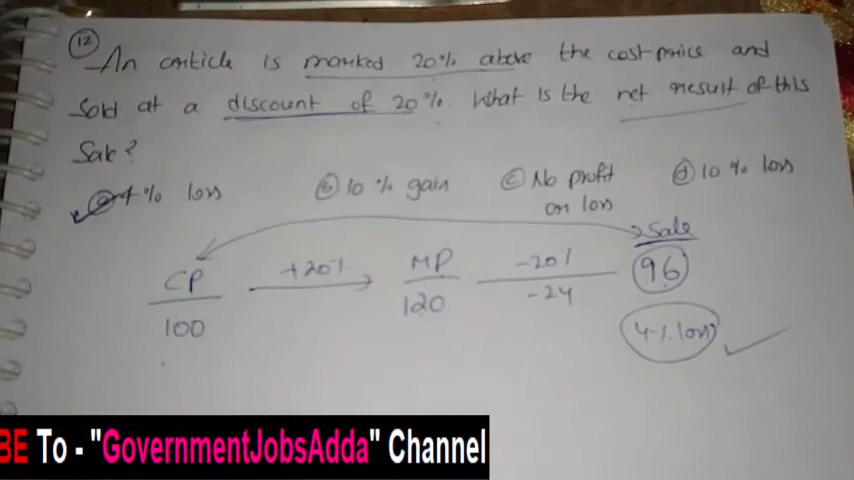 12 An article is marked 20% above the cost price and
Sold at a discount of 20%. What is the net result of this
Sale?
a 4% loss b 10% gain c No profit or loss d 10% loss
CP +20% MP -20% Sale
100 120 -24 96
4% loss
BE To - "GovernmentJobsAdda" Channel